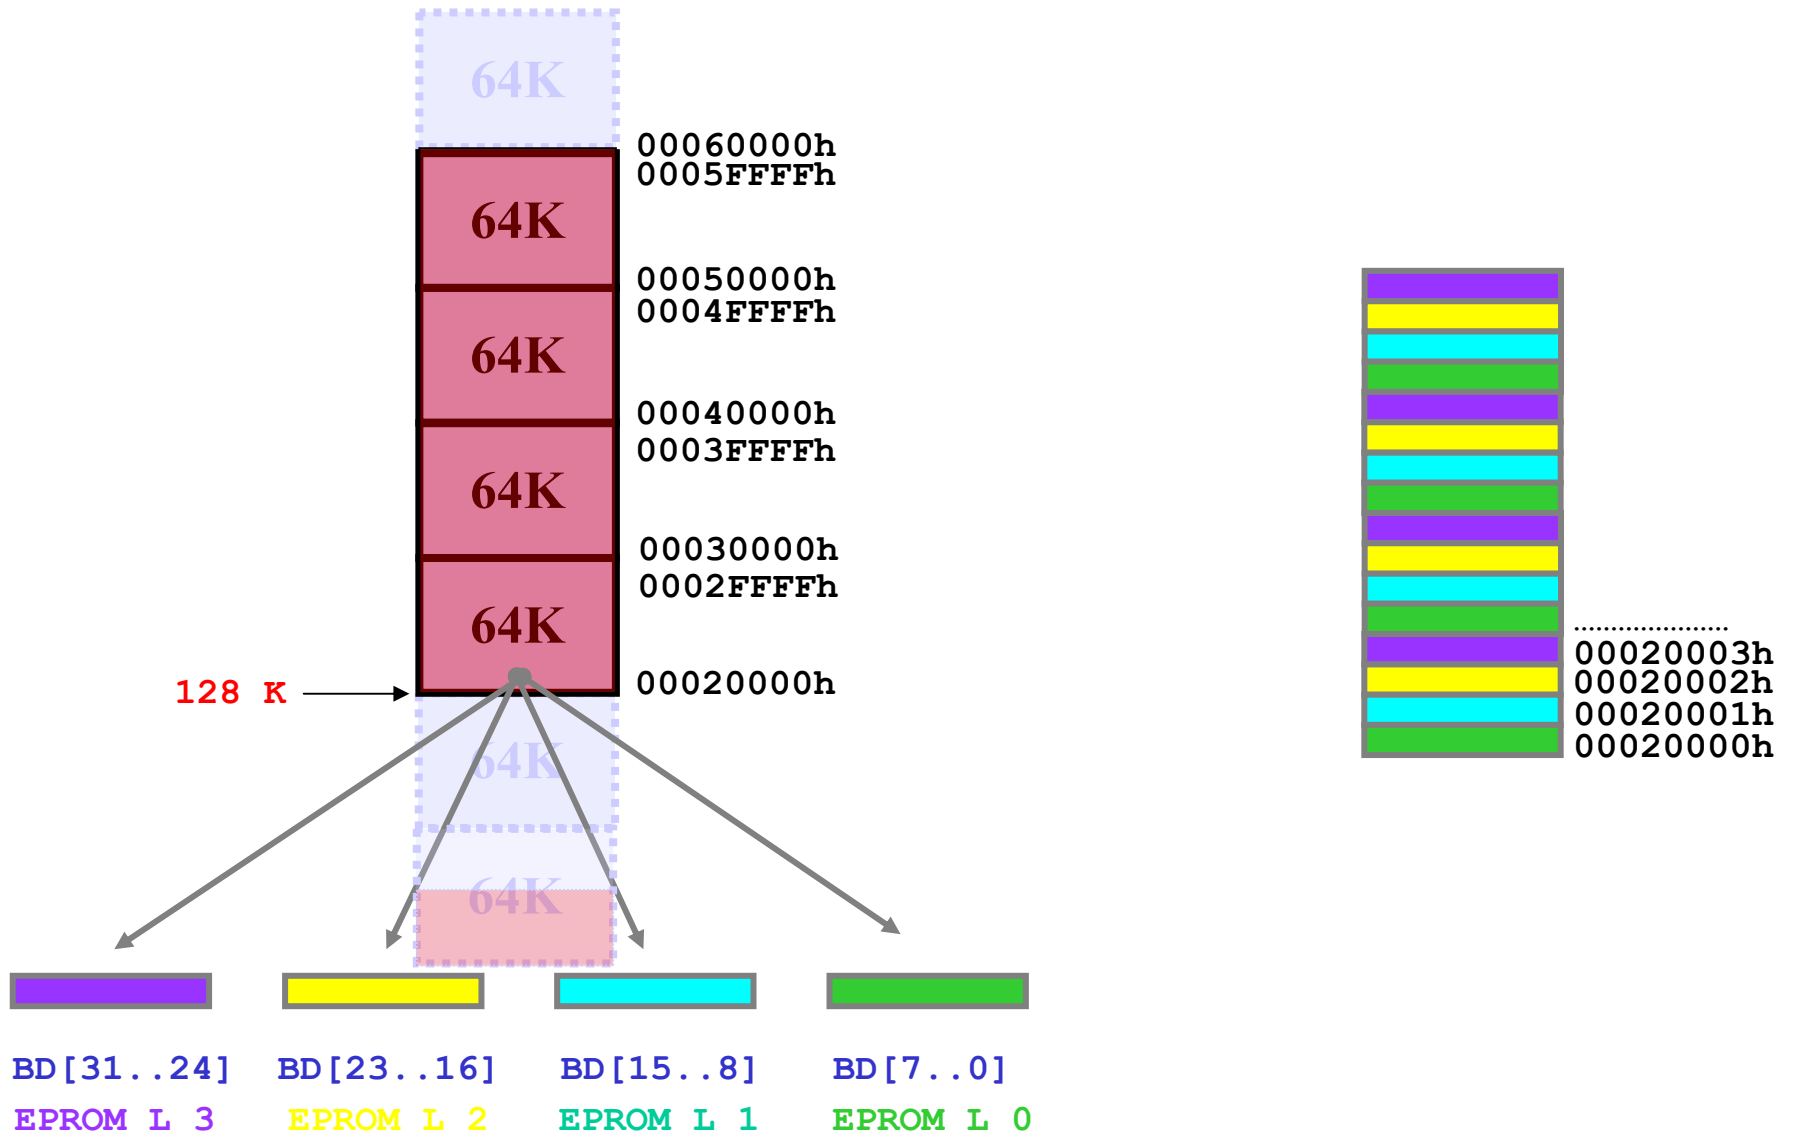 64K
00060000h
0005FFFFh
64K
00050000h
0004FFFFh
64K
00040000h
0003FFFFh
64K
00030000h
0002FFFFh
64K
128 K
00020000h
64K
64K
.....................
00020003h
00020002h
00020001h
00020000h
BD[31..24] BD[23..16] BD[15..8] BD[7..0]
EPROM L 3 EPROM L 2 EPROM L 1 EPROM L 0